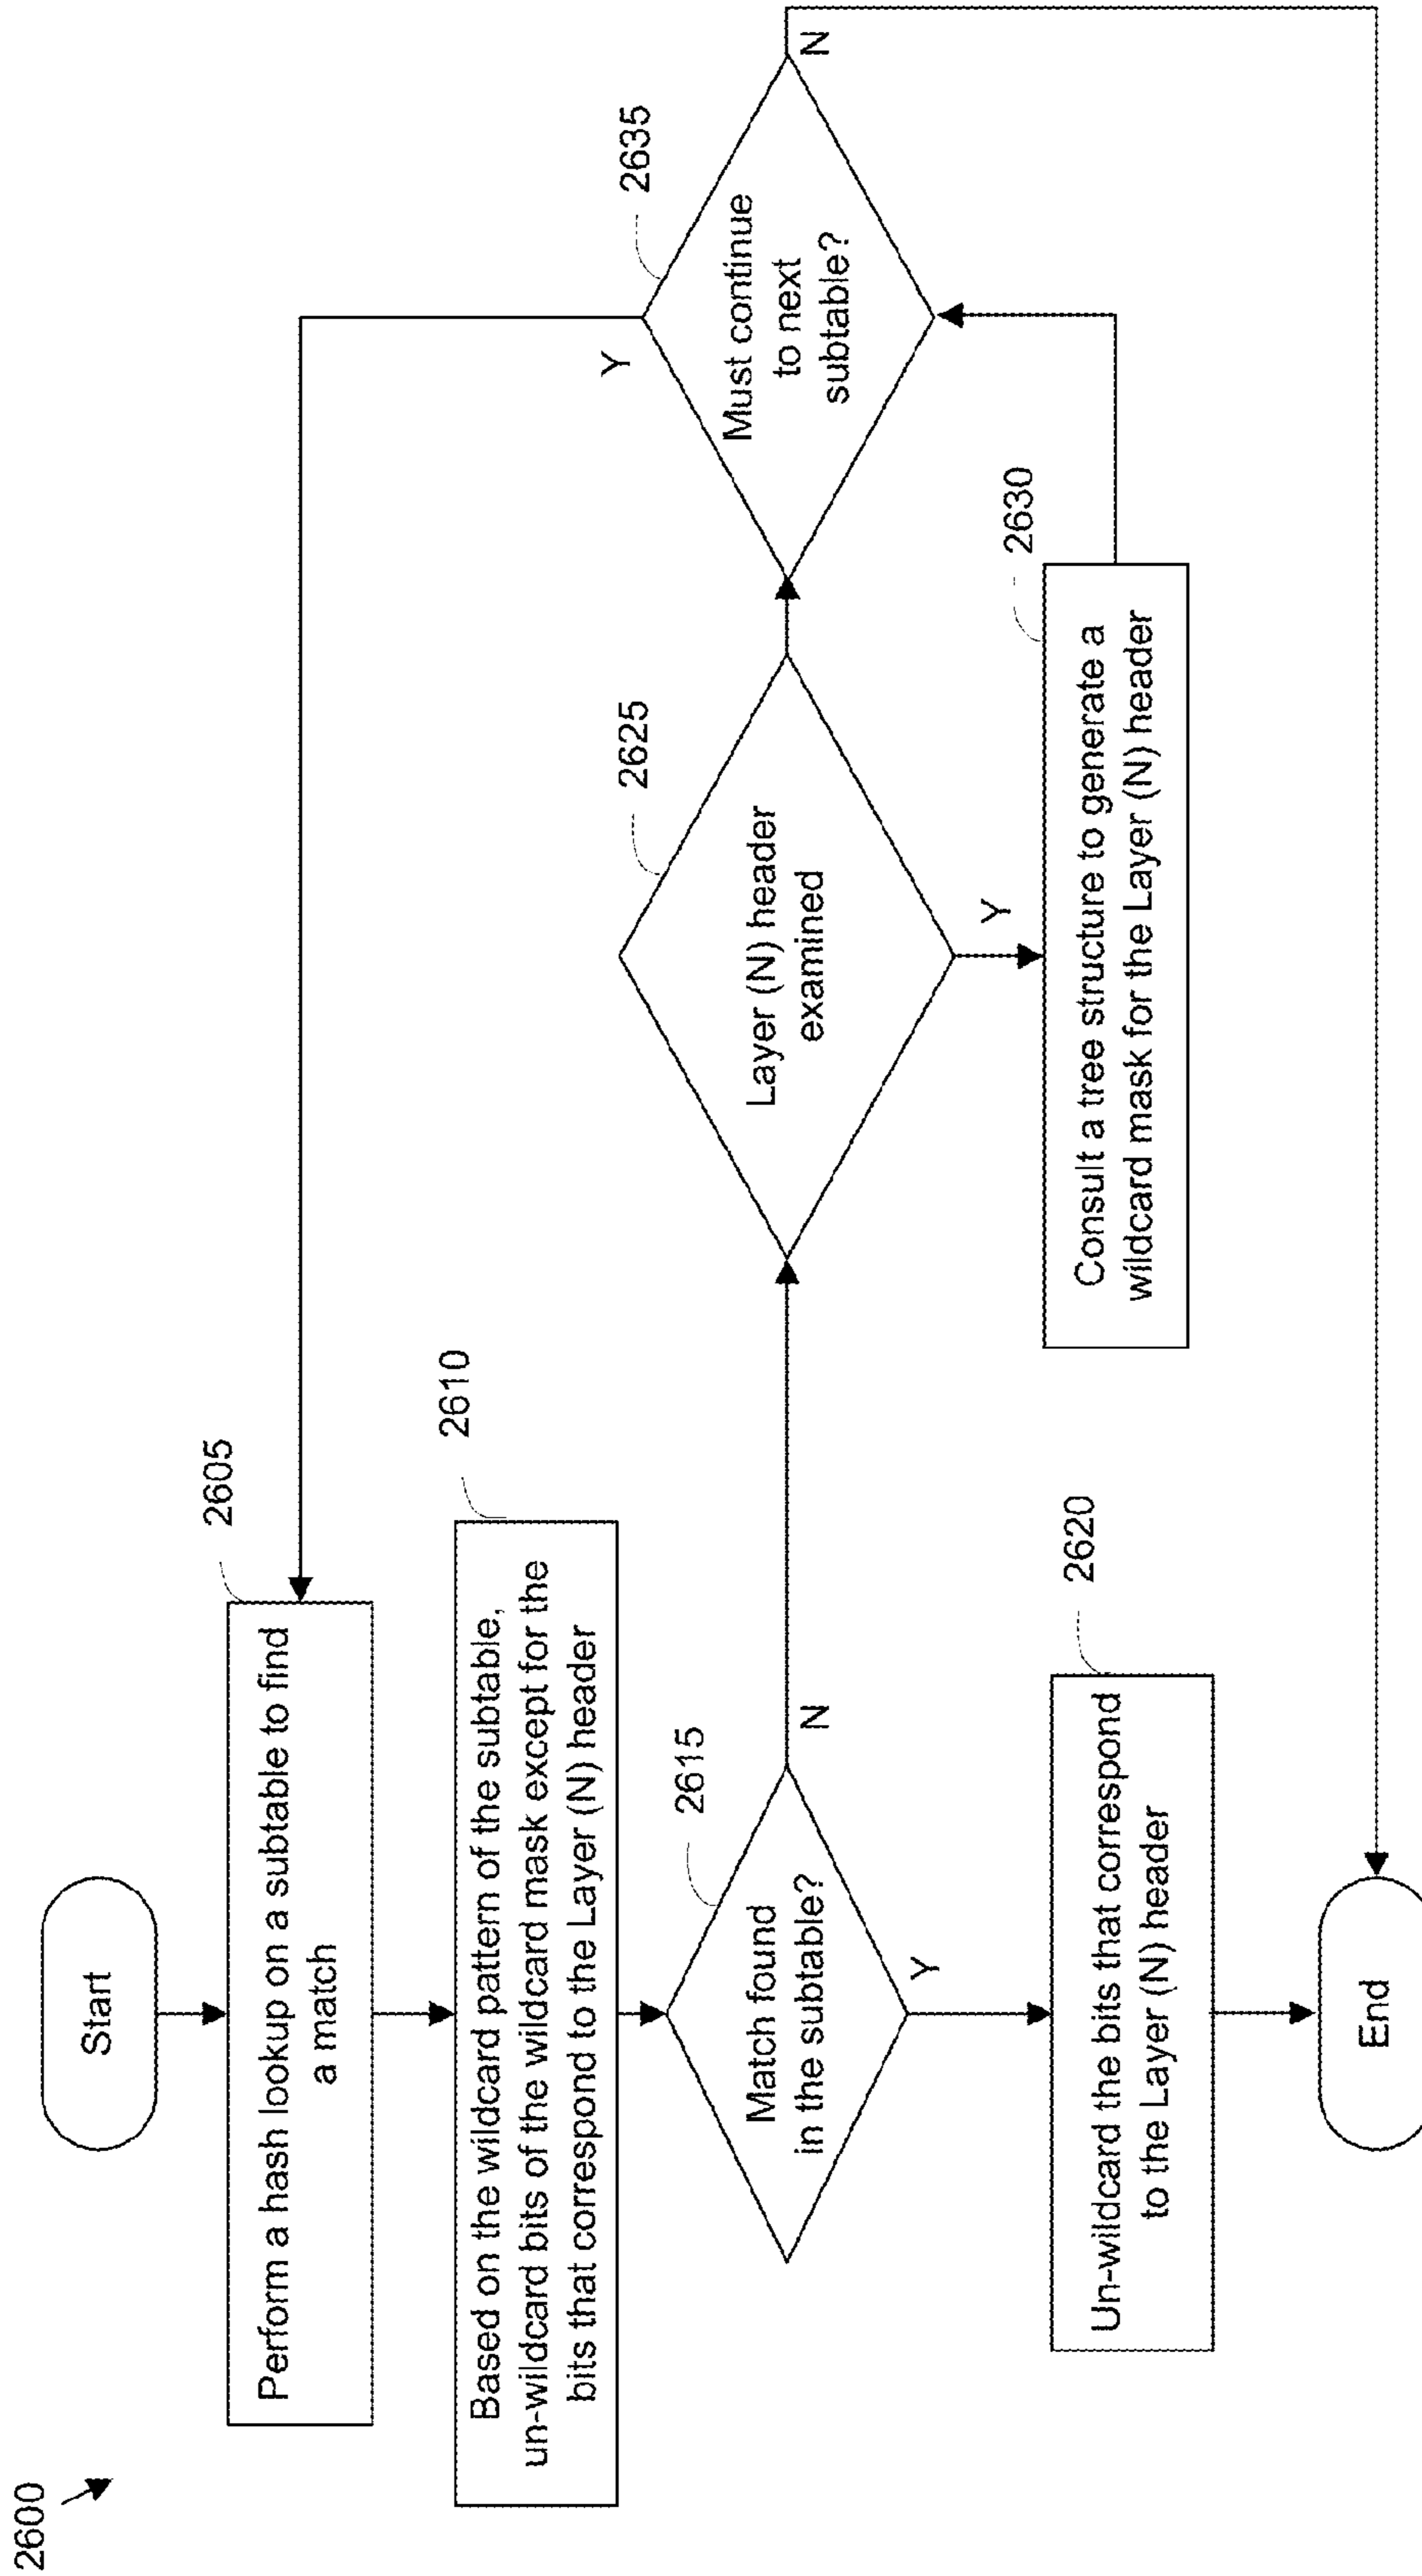 2600
Start
2605
Perform a hash lookup on a subtable to find
a match
2610
Based on the wildcard pattern of the subtable,
un-wildcard bits of the wildcard mask except for the
bits that correspond to the Layer (N) header
2615
Match found
in the subtable?
N
Y
2620
Un-wildcard the bits that correspond
to the Layer (N) header
End
2625
Layer (N) header
examined
Y
2630
Consult a tree structure to generate a
wildcard mask for the Layer (N) header
2635
Must continue
to next
subtable?
Y
N